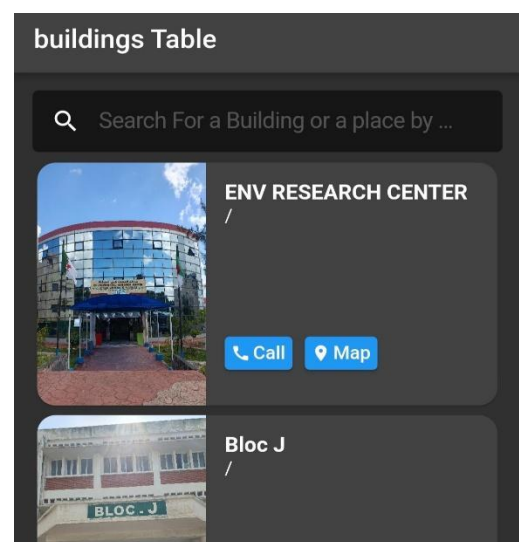 buildings Table
Search For a Building or a place by ...
ENV RESEARCH CENTER
/
Call
Map
Bloc J
/
BLOC.J